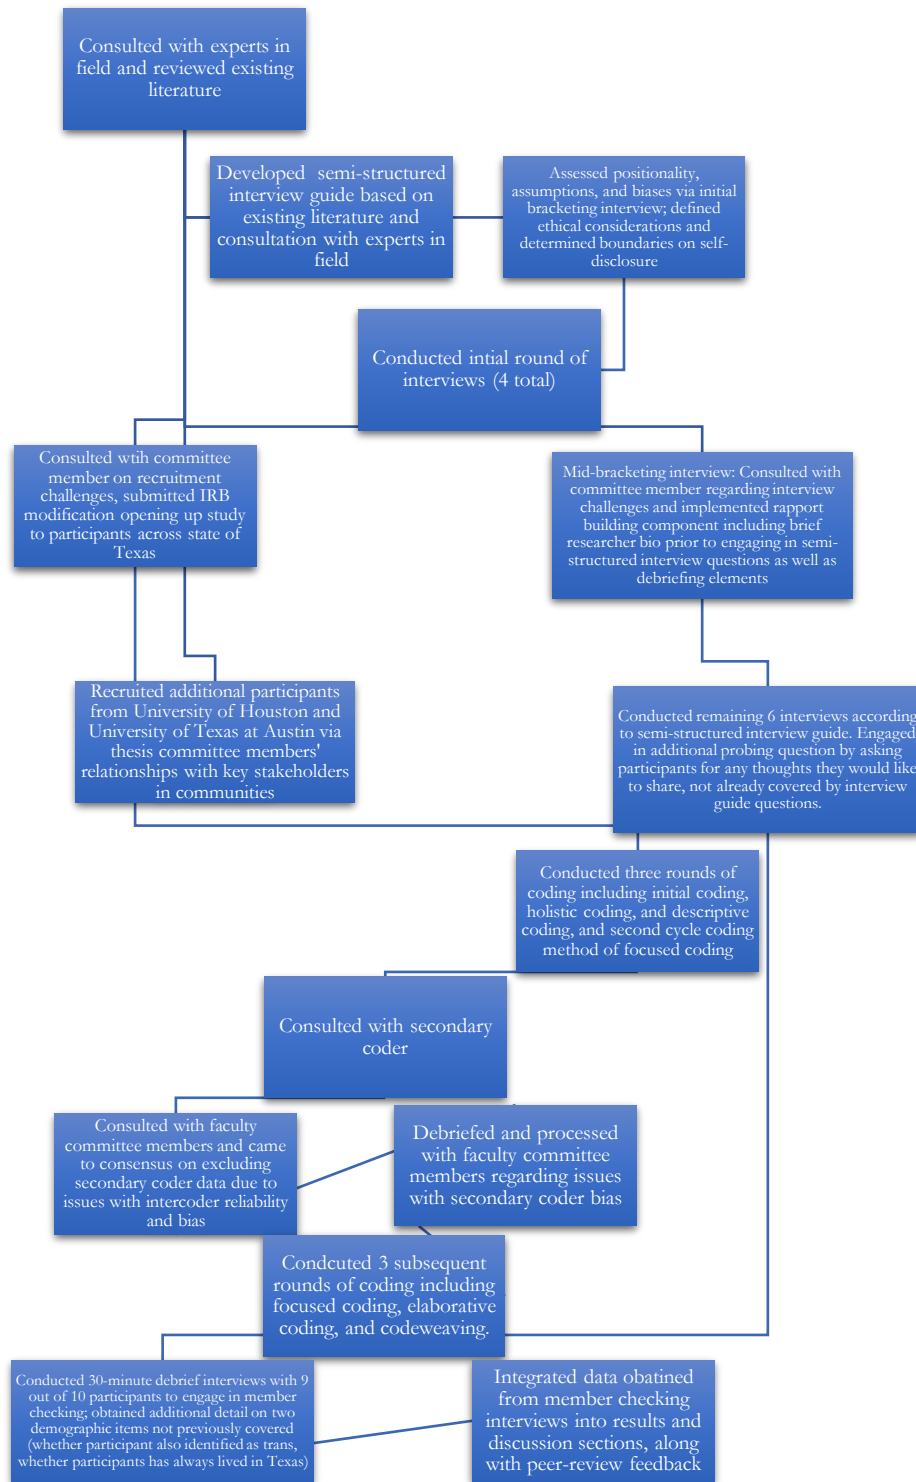 Consulted with experts in
field and reviewed existing
literature
Developed semi-structured
interview guide based on
existing literature and
consultation with experts in
field
Assessed positionality,
assumptions, and biases via initial
bracketing interview; defined
ethical considerations and
determined boundaries on self-
disclosure
Conducted intial round of
interviews (4 total)
Consulted wtih committee
member on recruitment
challenges, submitted IRB
modification opening up study
to participants across state of
Texas
Mid-bracketing interview: Consulted with
committee member regarding interview
challenges and implemented rapport
building component including brief
researcher bio prior to engaging in semi-
structured interview questions as well as
debriefing elements
Recruited additional participants
from University of Houston and
University of Texas at Austin via
thesis committee members'
relationships with key stakeholders
in communities
Conducted remaining 6 interviews according
to semi-structured interview guide. Engaged
in additional probing question by asking
participants for any thoughts they would like
to share, not already covered by interview
guide questions.
Conducted three rounds of
coding including initial coding,
holistic coding, and descriptive
coding, and second cycle coding
method of focused coding
Consulted with secondary
coder
Consulted with faculty
committee members and came
to consensus on excluding
secondary coder data due to
issues with intercoder reliability
and bias
Debriefed and processed
with faculty committee
members regarding issues
with secondary coder bias
Condcuted 3 subsequent
rounds of coding including
focused coding, elaborative
coding, and codeweaving.
Conducted 30-minute debrief interviews with 9
out of 10 participants to engage in member
checking; obtained additional detail on two
demographic items not previously covered
(whether participant also identified as trans,
whether participants has always lived in Texas)
Integrated data obatined
from member checking
interviews into results and
discussion sections, along
with peer-review feedback